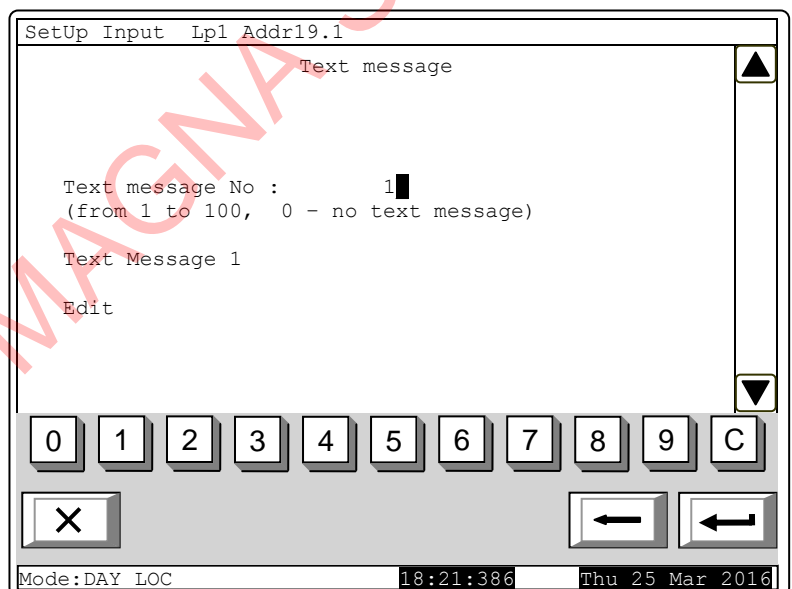 SetUp Input Lp1 Addr19.1
Text message
Text message No : 1
(from 1 to 100, 0 – no text message)
Text Message 1
Edit
0 1 2 3 4 5 6 7 8 9 C
Mode:DAY LOC 18:21:386 Thu 25 Mar 2016
MAGNA